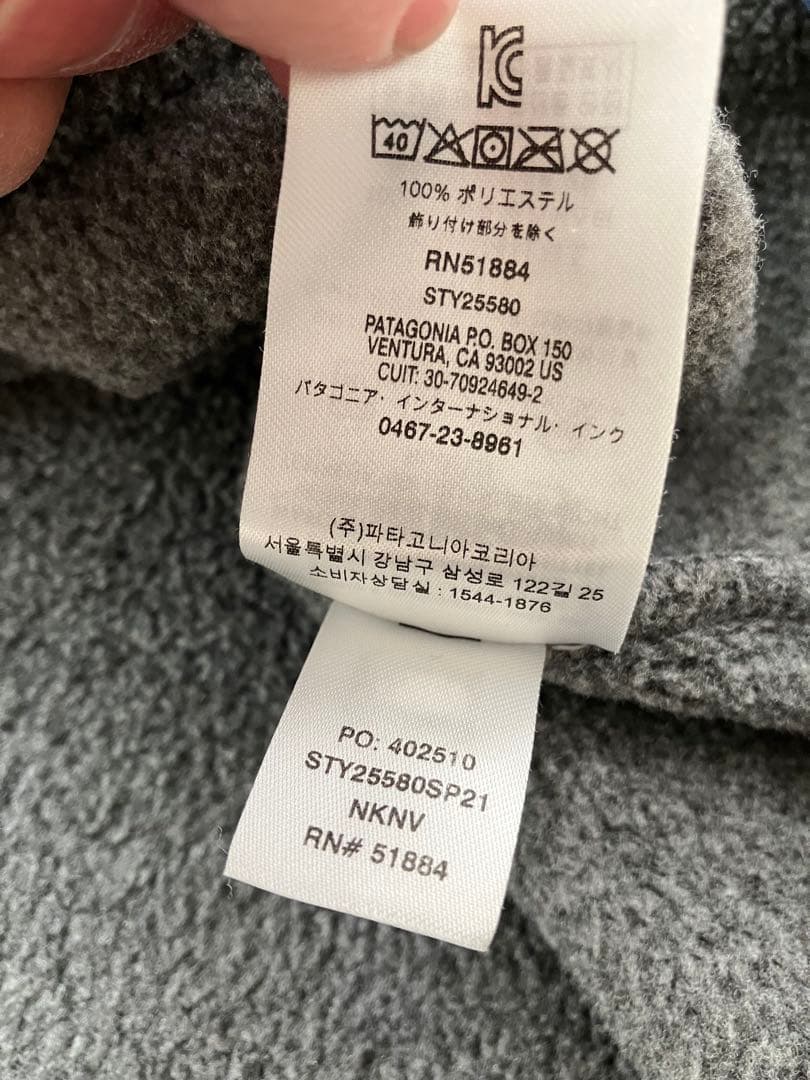 40
100% ポリエステル
飾り付け部分を除く
RN51884
STY25580
PATAGONIA P.O. BOX 150
VENTURA, CA 93002 US
CUIT: 30-70924649-2
パタゴニア・インターナショナル・インク
0467-23-8961
(주)파타고니아코리아
서울특별시 강남구 삼성로 122길 25
소비자상담실 : 1544-1876
PO: 402510
STY25580SP21
NKNV
RN# 51884